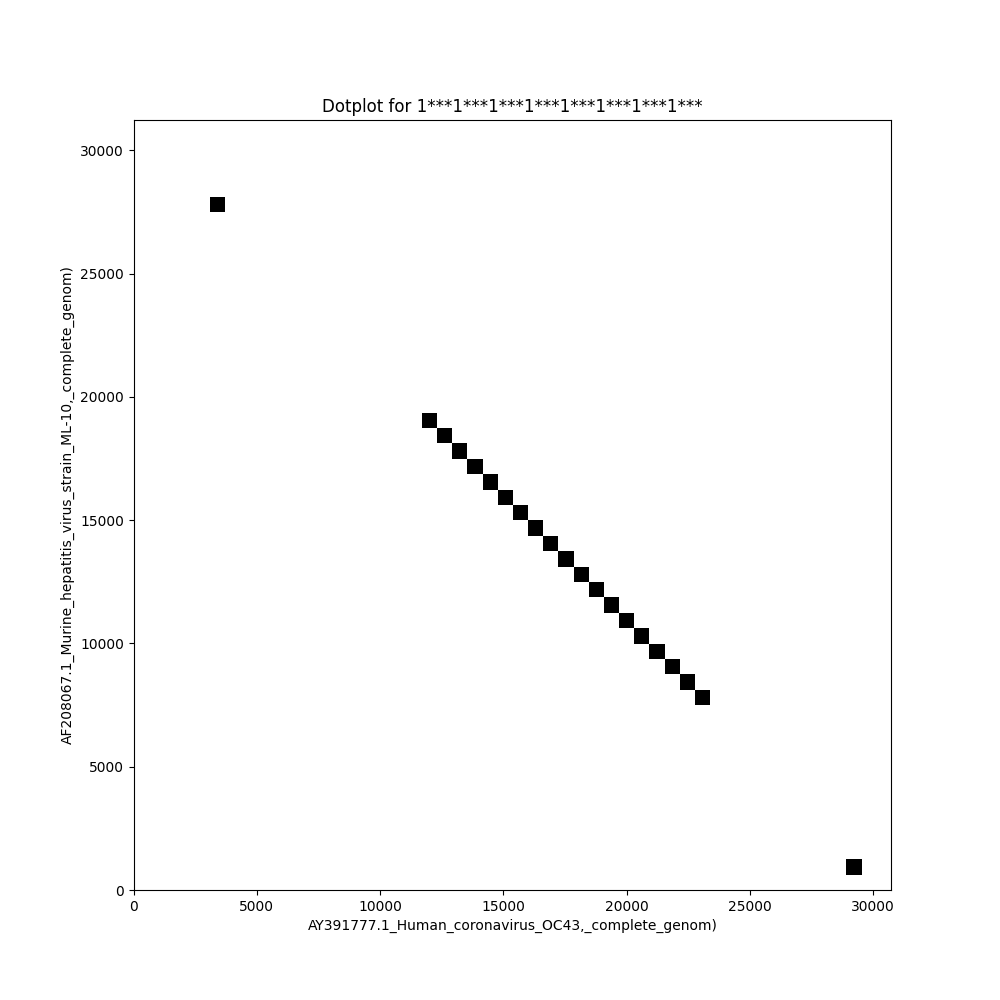 Dotplot for 1***1***1***1***1***1***1***1***
30000
25000
20000
15000
10000
5000
0
AF208067.1_Murine_hepatitis_virus_strain_ML-10,_complete_genom)
0 5000 10000 15000 20000 25000 30000
AY391777.1_Human_coronavirus_OC43,_complete_genom)